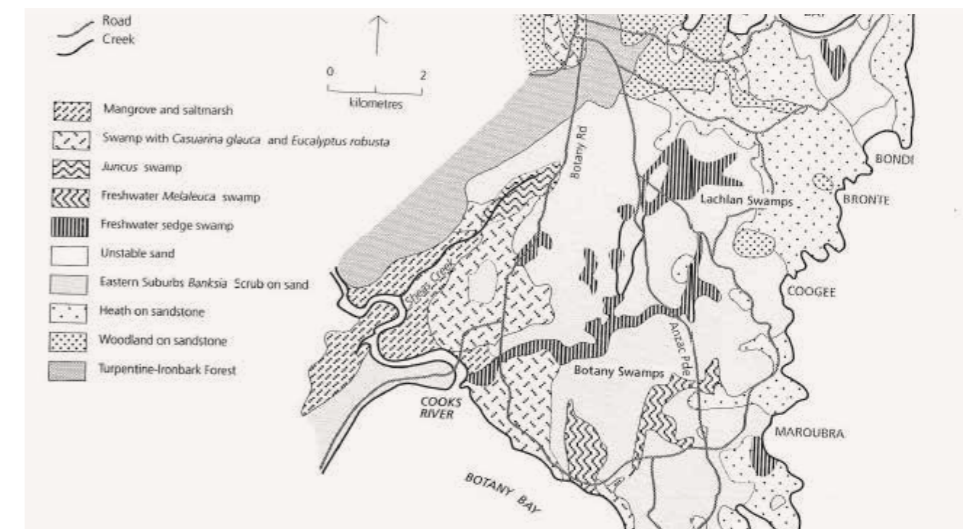 Road
Creek
0 2
kilometres
Mangrove and saltmarsh
Swamp with Casuarina glauca and Eucalyptus robusta
Juncus swamp
Freshwater Melaleuca swamp
Freshwater sedge swamp
Unstable sand
Eastern Suburbs Banksia Scrub on sand
Heath on sandstone
Woodland on sandstone
Turpentine-Ironbark Forest
Botany Rd
BONDI
Lachlan Swamps
BRONTE
Sheas Creek
COOGEE
Anzac Pde
Botany Swamps
COOKS
RIVER
MAROUBRA
BOTANY BAY